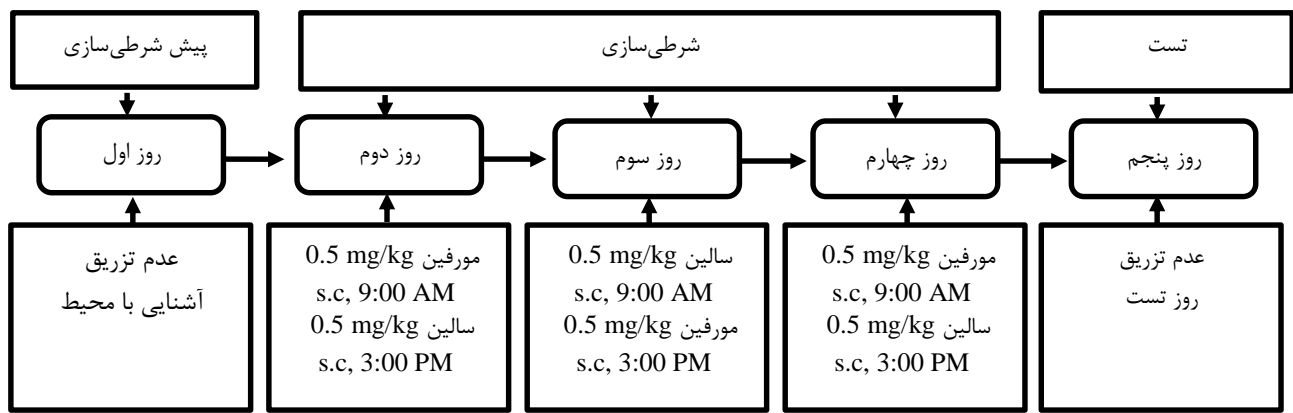 پیش شرطی‌سازی
شرطی‌سازی
تست
روز اول
روز دوم
روز سوم
روز چهارم
روز پنجم
عدم تزریق
آشنایی با محیط
مورفین 0.5 mg/kg
s.c, 9:00 AM
سالین 0.5 mg/kg
s.c, 3:00 PM
سالین 0.5 mg/kg
s.c, 9:00 AM
مورفین 0.5 mg/kg
s.c, 3:00 PM
مورفین 0.5 mg/kg
s.c, 9:00 AM
سالین 0.5 mg/kg
s.c, 3:00 PM
عدم تزریق
روز تست